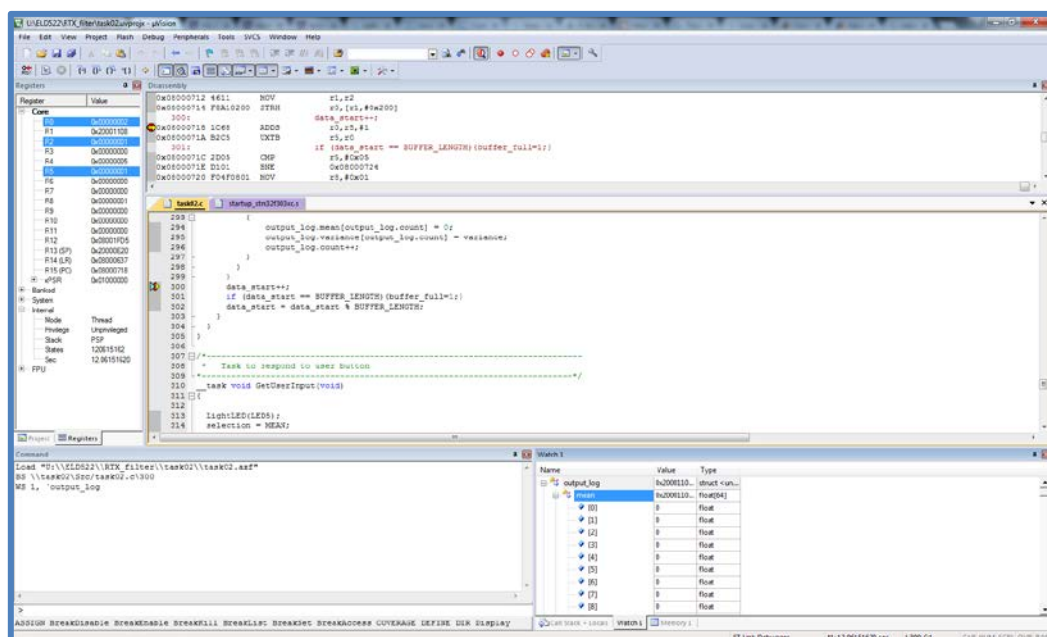 U:\ELD522\RTX_filter\task02.uvprojx - µVision
File Edit View Project Flash Debug Peripherals Tools SVCS Window Help
Registers
Register Value
Core
R0 0x00000002
R1 0x20001108
R2 0x00000001
R3 0x00000000
R4 0x00000005
R5 0x00000001
R6 0x00000000
R7 0x00000000
R8 0x00000001
R9 0x00000000
R10 0x00000000
R11 0x00000000
R12 0x08001FD5
R13 (SP) 0x20000E20
R14 (LR) 0x08000637
R15 (PC) 0x08000718
xPSR 0x01000000
Banked
System
Internal
Mode Thread
Privilege Unprivileged
Stack PSP
States 120615162
Sec 12.06151620
FPU
Project Registers
Disassembly
0x08000712 4611 MOV r1,r2
0x08000714 F8A10200 STRH r0,[r1,#0x200]
300: data_start++;
0x08000718 1C68 ADDS r0,r5,#1
0x0800071A B2C5 UXTB r5,r0
301: if (data_start == BUFFER_LENGTH){buffer_full=1;}
0x0800071C 2D05 CMP r5,#0x05
0x0800071E D101 BNE 0x08000724
0x08000720 F04F0801 MOV r8,#0x01
task02.c startup_stm32f303xc.s
293 {
294 output_log.mean[output_log.count] = 0;
295 output_log.variance[output_log.count] = variance;
296 output_log.count++;
297 }
298 }
299 }
300 data_start++;
301 if (data_start == BUFFER_LENGTH){buffer_full=1;}
302 data_start = data_start % BUFFER_LENGTH;
303 }
304 }
305 }
306
307 /*----------------------------------------------------------------------------
308 * Task to respond to user button
309 *---------------------------------------------------------------------------*/
310 __task void GetUserInput(void)
311 {
312
313 lightLED(LED5);
314 selection = MEAN;
Command
Load "U:\\ELD522\\RTX_filter\\task02\\task02.axf"
BS \\task02\Src/task02.c\300
WS 1, `output_log
>
ASSIGN BreakDisable BreakEnable BreakKill BreakList BreakSet BreakAccess COVERAGE DEFINE DIR Display
Watch 1
Name Value Type
output_log 0x2000110... struct <un...
mean 0x2000110... float[64]
[0] 0 float
[1] 0 float
[2] 0 float
[3] 0 float
[4] 0 float
[5] 0 float
[6] 0 float
[7] 0 float
[8] 0 float
Call Stack + Locals Watch 1 Memory 1